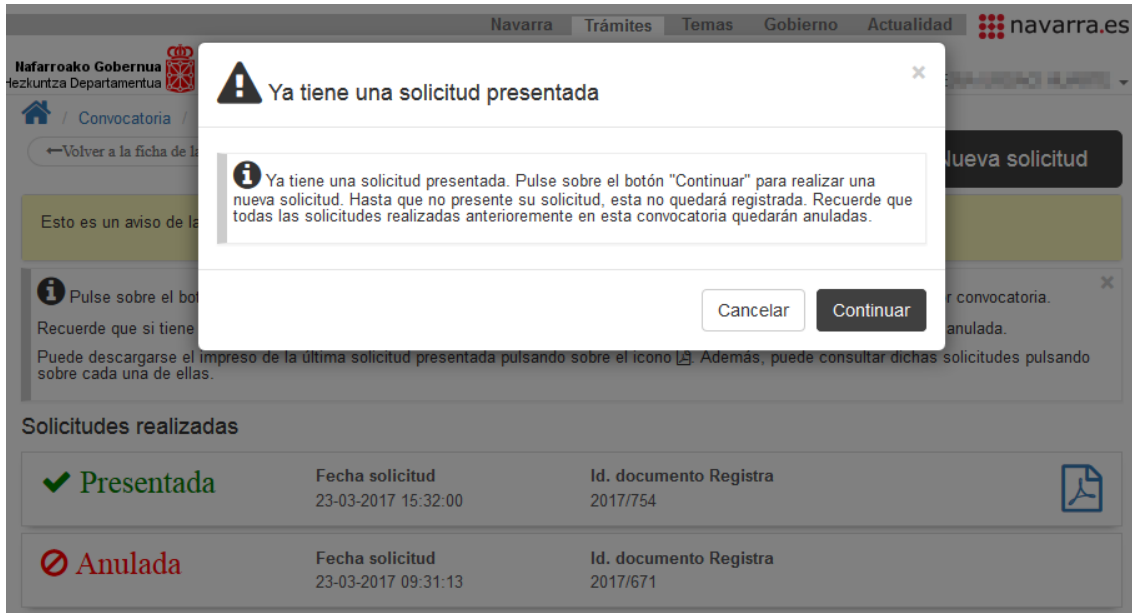 Navarra Trámites Temas Gobierno Actualidad navarra.es
Nafarroako Gobernua
Hezkuntza Departamentua
Ya tiene una solicitud presentada
×
/ Convocatoria /
←Volver a la ficha de la
Nueva solicitud
Ya tiene una solicitud presentada. Pulse sobre el botón "Continuar" para realizar una
nueva solicitud. Hasta que no presente su solicitud, esta no quedará registrada. Recuerde que
todas las solicitudes realizadas anterioremente en esta convocatoria quedarán anuladas.
Esto es un aviso de la
Cancelar Continuar
Pulse sobre el bot
r convocatoria.
×
Recuerde que si tiene
anulada.
Puede descargarse el impreso de la última solicitud presentada pulsando sobre el icono . Además, puede consultar dichas solicitudes pulsando
sobre cada una de ellas.
Solicitudes realizadas
Presentada
Fecha solicitud
23-03-2017 15:32:00
Id. documento Registra
2017/754
Anulada
Fecha solicitud
23-03-2017 09:31:13
Id. documento Registra
2017/671